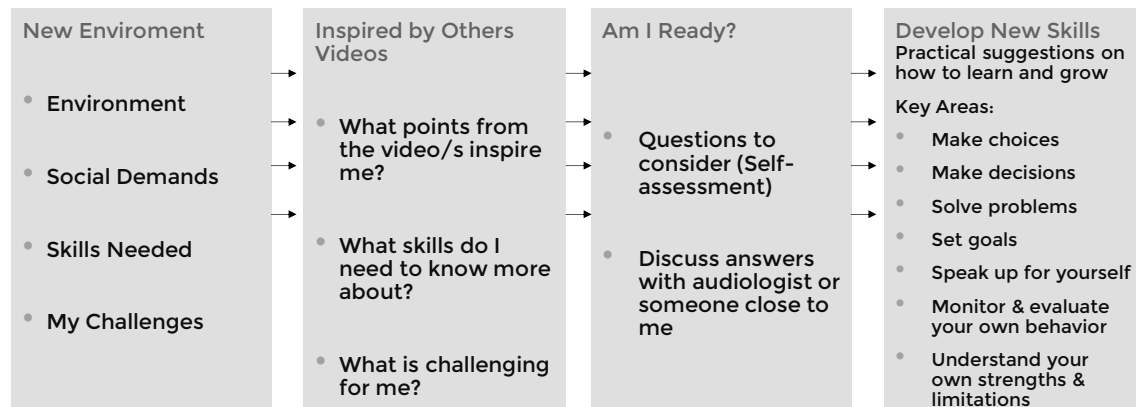 New Enviroment
• Environment
• Social Demands
• Skills Needed
• My Challenges
Inspired by Others
Videos
• What points from
the video/s inspire
me?
• What skills do I
need to know more
about?
• What is challenging
for me?
Am I Ready?
• Questions to
consider (Self-
assessment)
• Discuss answers
with audiologist or
someone close to
me
Develop New Skills
Practical suggestions on
how to learn and grow
Key Areas:
• Make choices
• Make decisions
• Solve problems
• Set goals
• Speak up for yourself
• Monitor & evaluate
your own behavior
• Understand your
own strengths &
limitations